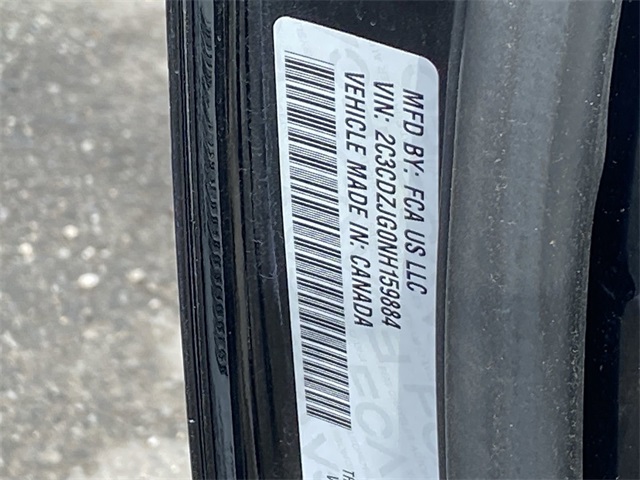 MFD BY: FCA US LLC
VIN: 2C3CDZJG0NH159884
VEHICLE MADE IN: CANADA